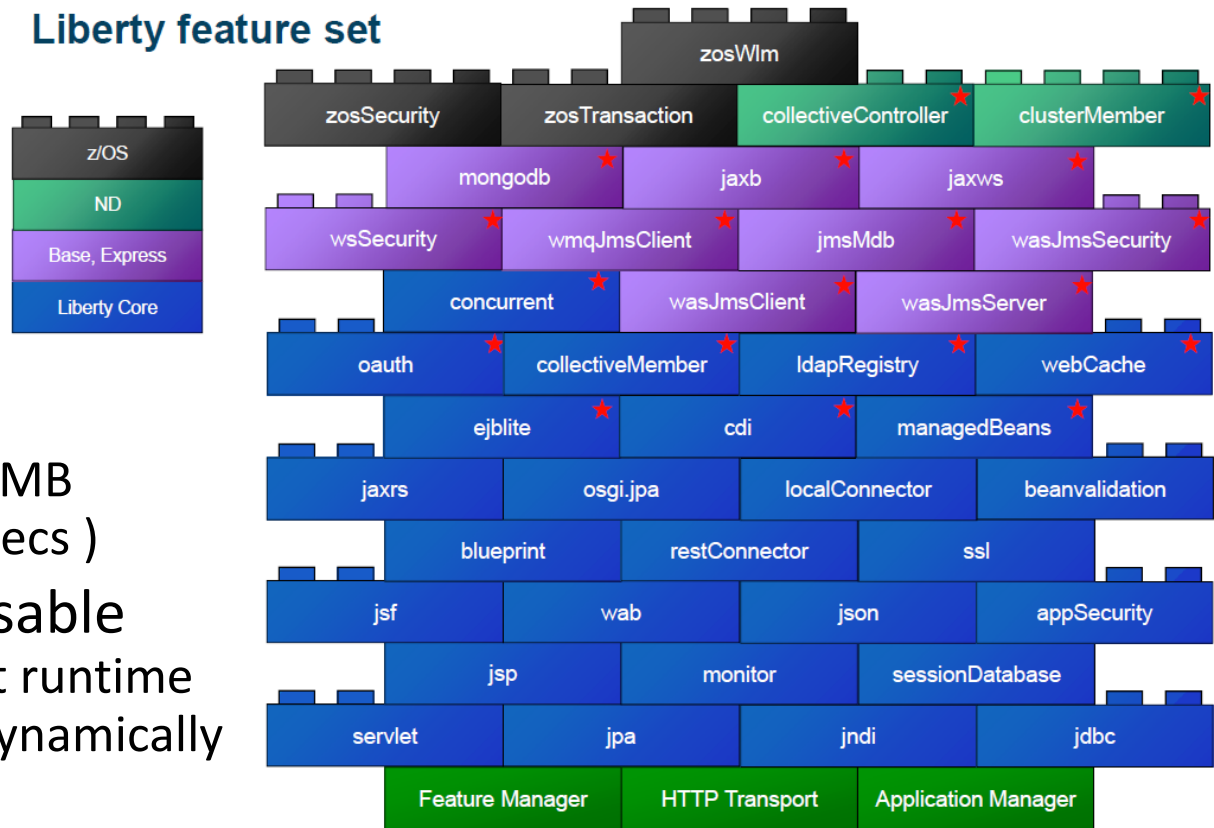 Liberty feature set
z/OS
ND
Base, Express
Liberty Core
MB
ecs )
sable
t runtime
ynamically
zosWlm
zosSecurity
zosTransaction
collectiveController
clusterMember
mongodb
jaxb
jaxws
wsSecurity
wmqJmsClient
jmsMdb
wasJmsSecurity
concurrent
wasJmsClient
wasJmsServer
oauth
collectiveMember
ldapRegistry
webCache
ejblite
cdi
managedBeans
jaxrs
osgi.jpa
localConnector
beanvalidation
blueprint
restConnector
ssl
jsf
wab
json
appSecurity
jsp
monitor
sessionDatabase
servlet
jpa
jndi
jdbc
Feature Manager
HTTP Transport
Application Manager